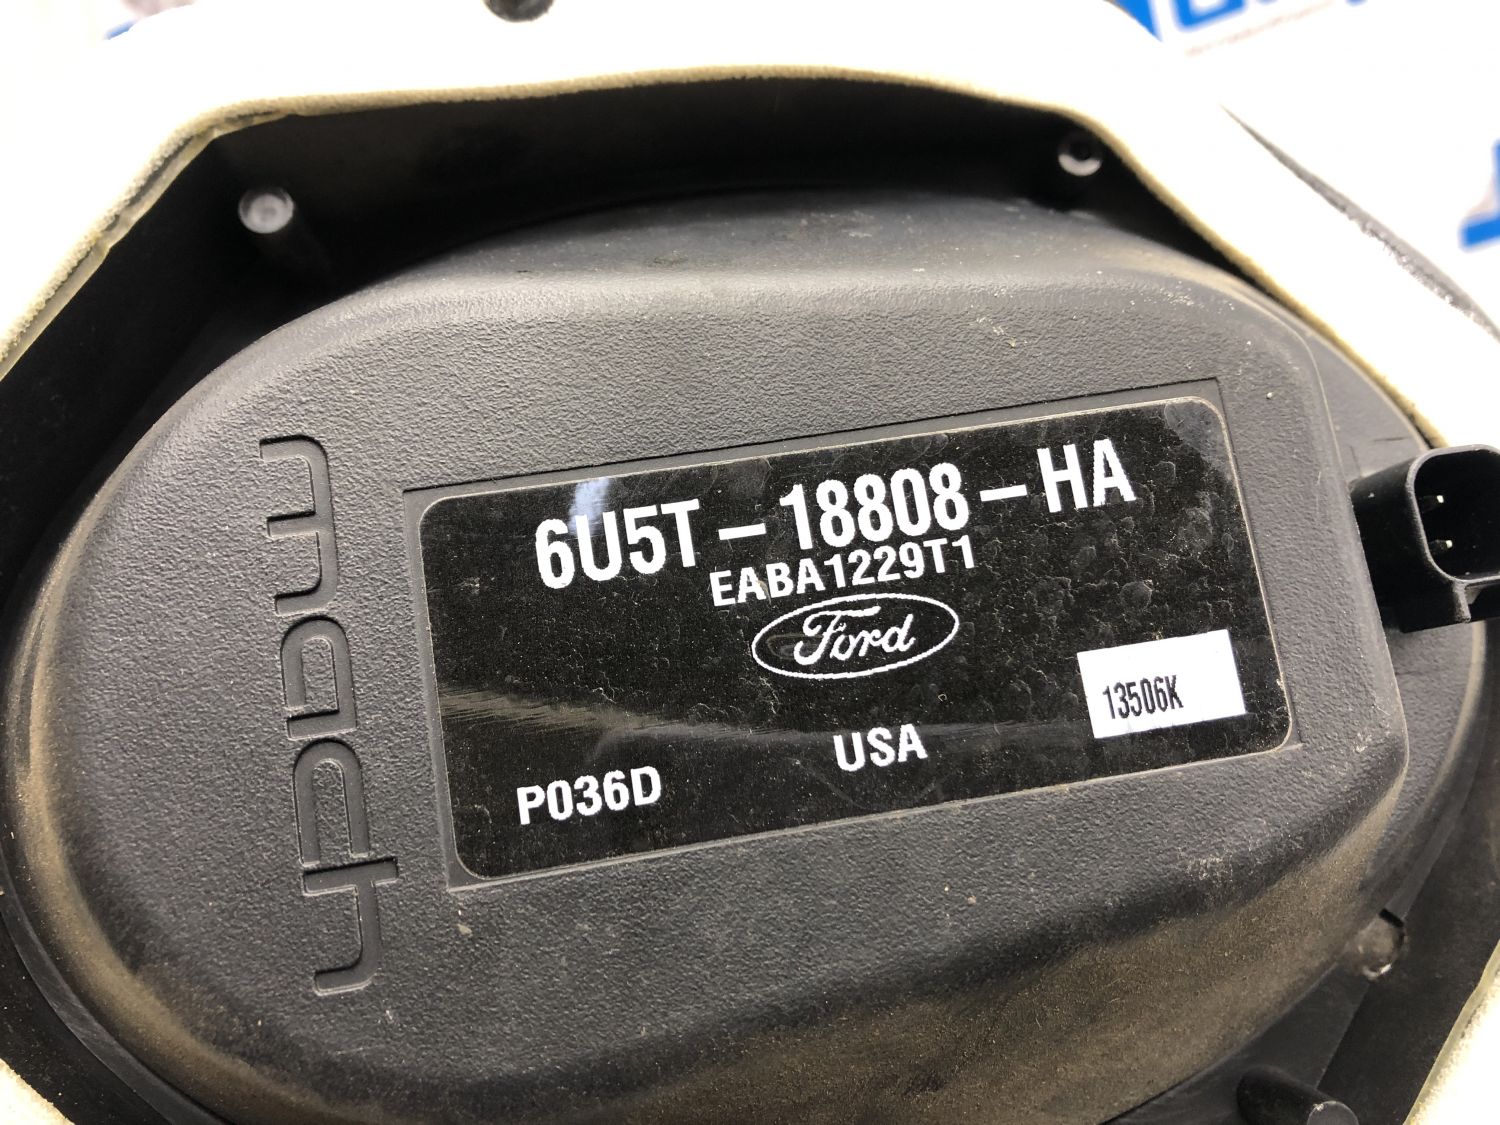 mach
6U5T-18808-HA
EABA1229T1
Ford
13506K
USA
P036D